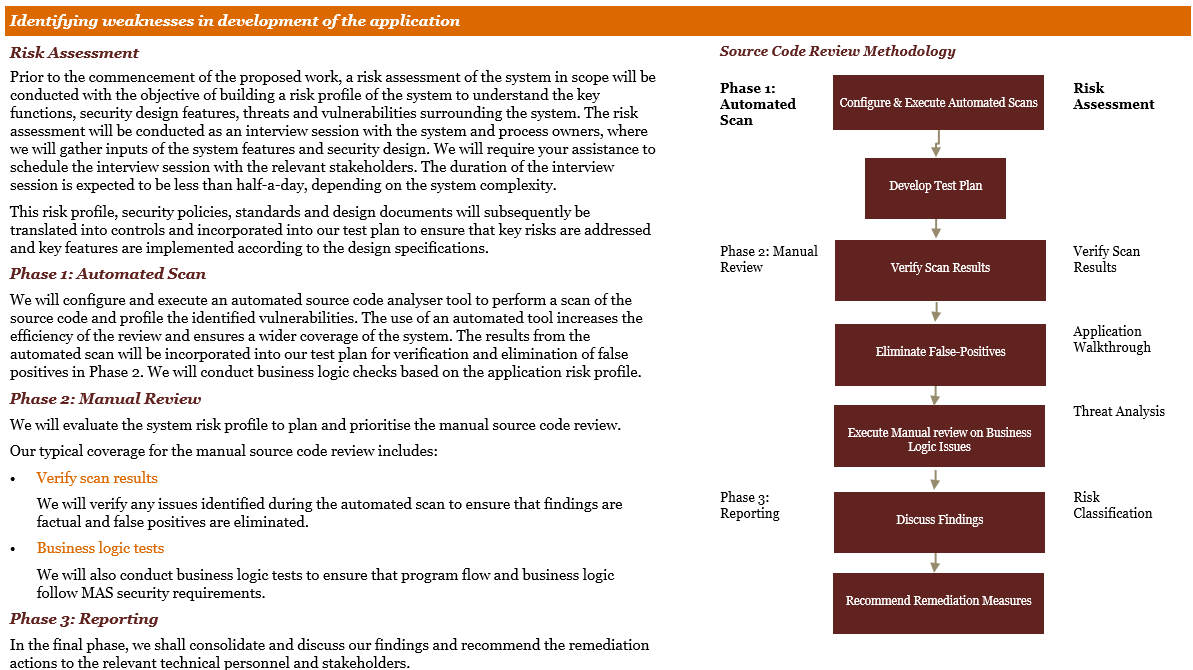 Identifying weaknesses in development of the application
Risk Assessment
Prior to the commencement of the proposed work, a risk assessment of the system in scope will be
conducted with the objective of building a risk profile of the system to understand the key
functions, security design features, threats and vulnerabilities surrounding the system. The risk
assessment will be conducted as an interview session with the system and process owners, where
we will gather inputs of the system features and security design. We will require your assistance to
schedule the interview session with the relevant stakeholders. The duration of the interview
session is expected to be less than half-a-day, depending on the system complexity.
This risk profile, security policies, standards and design documents will subsequently be
translated into controls and incorporated into our test plan to ensure that key risks are addressed
and key features are implemented according to the design specifications.
Phase 1: Automated Scan
We will configure and execute an automated source code analyser tool to perform a scan of the
source code and profile the identified vulnerabilities. The use of an automated tool increases the
efficiency of the review and ensures a wider coverage of the system. The results from the
automated scan will be incorporated into our test plan for verification and elimination of false
positives in Phase 2. We will conduct business logic checks based on the application risk profile.
Phase 2: Manual Review
We will evaluate the system risk profile to plan and prioritise the manual source code review.
Our typical coverage for the manual source code review includes:
• Verify scan results
We will verify any issues identified during the automated scan to ensure that findings are
factual and false positives are eliminated.
• Business logic tests
We will also conduct business logic tests to ensure that program flow and business logic
follow MAS security requirements.
Phase 3: Reporting
In the final phase, we shall consolidate and discuss our findings and recommend the remediation
actions to the relevant technical personnel and stakeholders.
Source Code Review Methodology
Phase 1:
Automated
Scan
Configure & Execute Automated Scans
Risk
Assessment
Develop Test Plan
Phase 2: Manual
Review
Verify Scan Results
Verify Scan
Results
Eliminate False-Positives
Application
Walkthrough
Execute Manual review on Business
Logic Issues
Threat Analysis
Phase 3:
Reporting
Discuss Findings
Risk
Classification
Recommend Remediation Measures